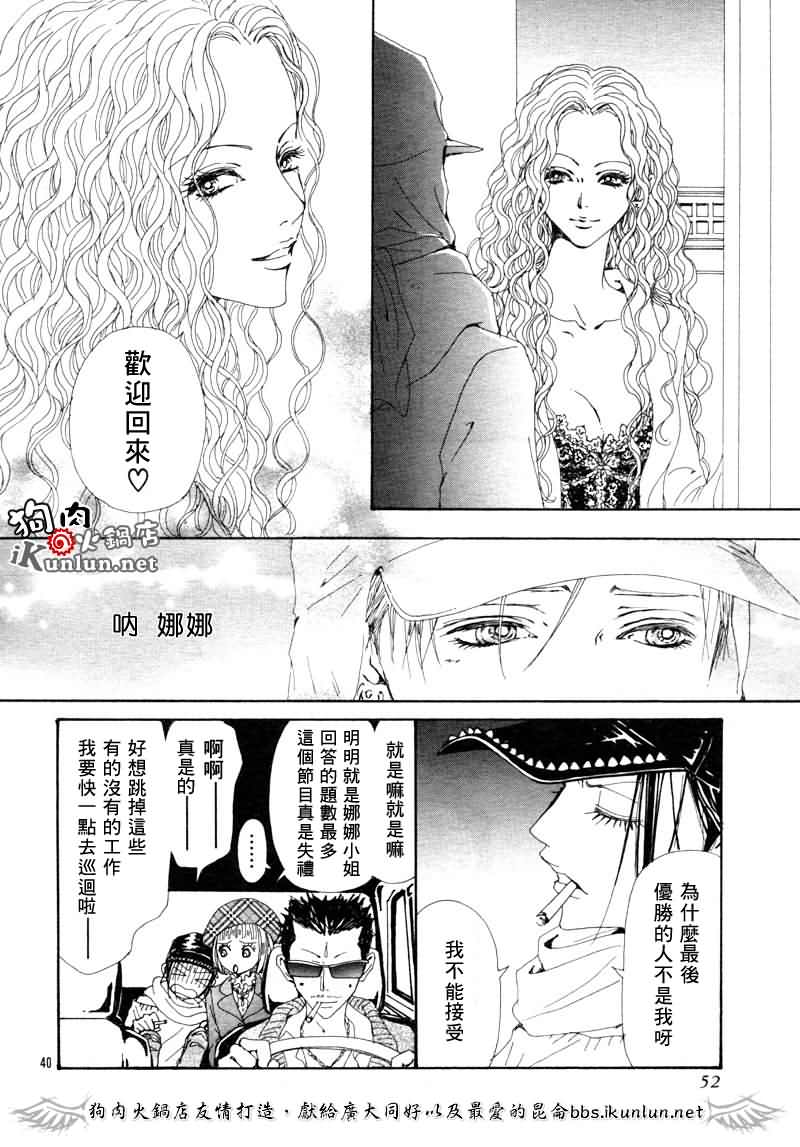 歡迎回來♡
狗肉火鍋店
iKunlun.net
吶 娜娜
為什麼最後
優勝的人不是我呀
我不能接受
就是嘛就是嘛
明明就是娜娜小姐
回答的題數最多
這個節目真是失禮
……
啊啊——
真是的——
好想跳掉這些
有的沒有的工作
我要快一點去巡迴啦——
40
52
狗肉火鍋店友情打造，獻給廣大同好以及最愛的昆侖bbs.ikunlun.net